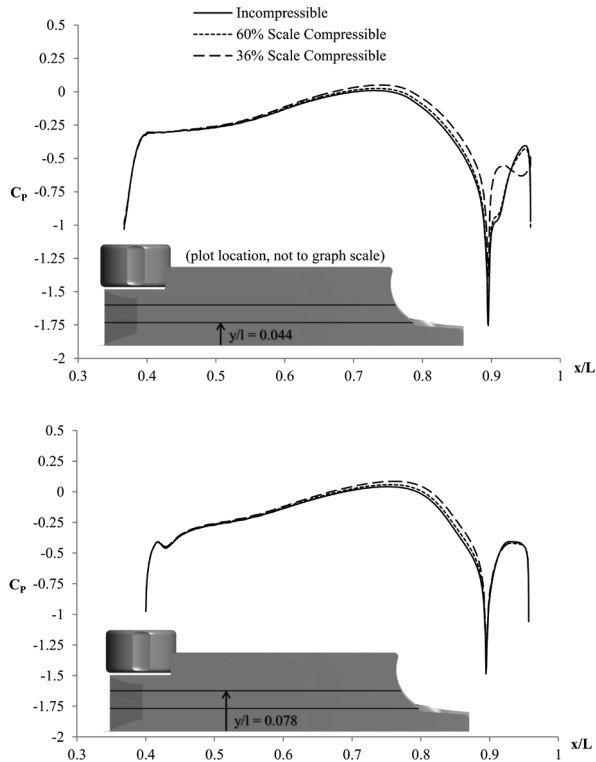 Incompressible
60% Scale Compressible
36% Scale Compressible
0.5
0.25
0
-0.25
-0.5
-0.75
-1
-1.25
-1.5
-1.75
-2
CP
(plot location, not to graph scale)
y/l = 0.044
0.3 0.4 0.5 0.6 0.7 0.8 0.9 1
x/L
0.5
0.25
0
-0.25
-0.5
-0.75
-1
-1.25
-1.5
-1.75
-2
CP
y/l = 0.078
0.3 0.4 0.5 0.6 0.7 0.8 0.9 1
x/L